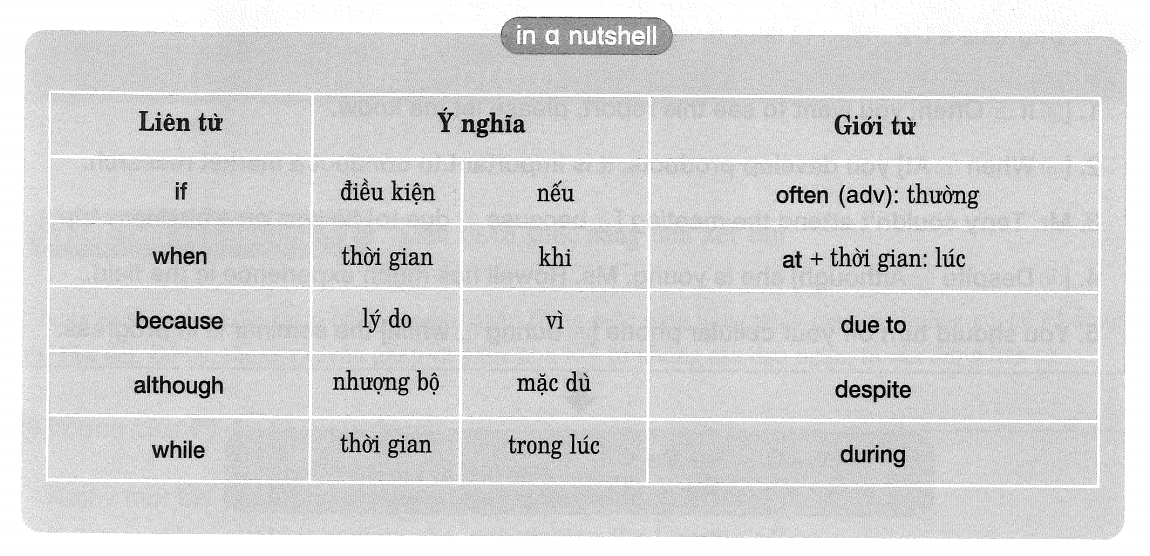 in a nutshell
Liên từ Ý nghĩa Giới từ
if điều kiện nếu often (adv): thường
when thời gian khi at + thời gian: lúc
because lý do vì due to
although nhượng bộ mặc dù despite
while thời gian trong lúc during